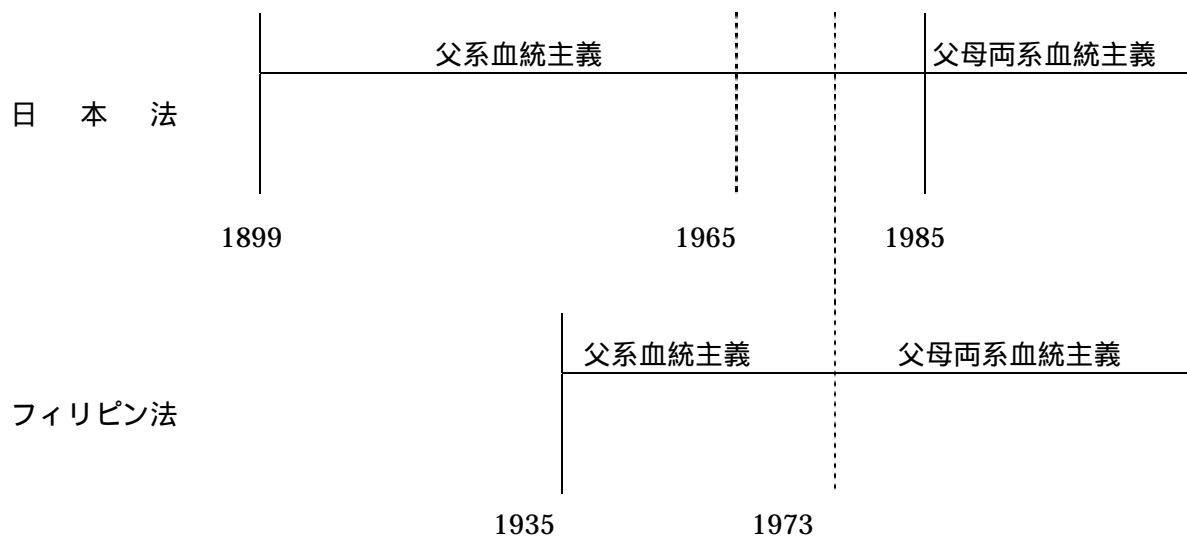 父系血統主義 父母両系血統主義
日 本 法
1899 1965 1985
父系血統主義 父母両系血統主義
フィリピン法
1935 1973